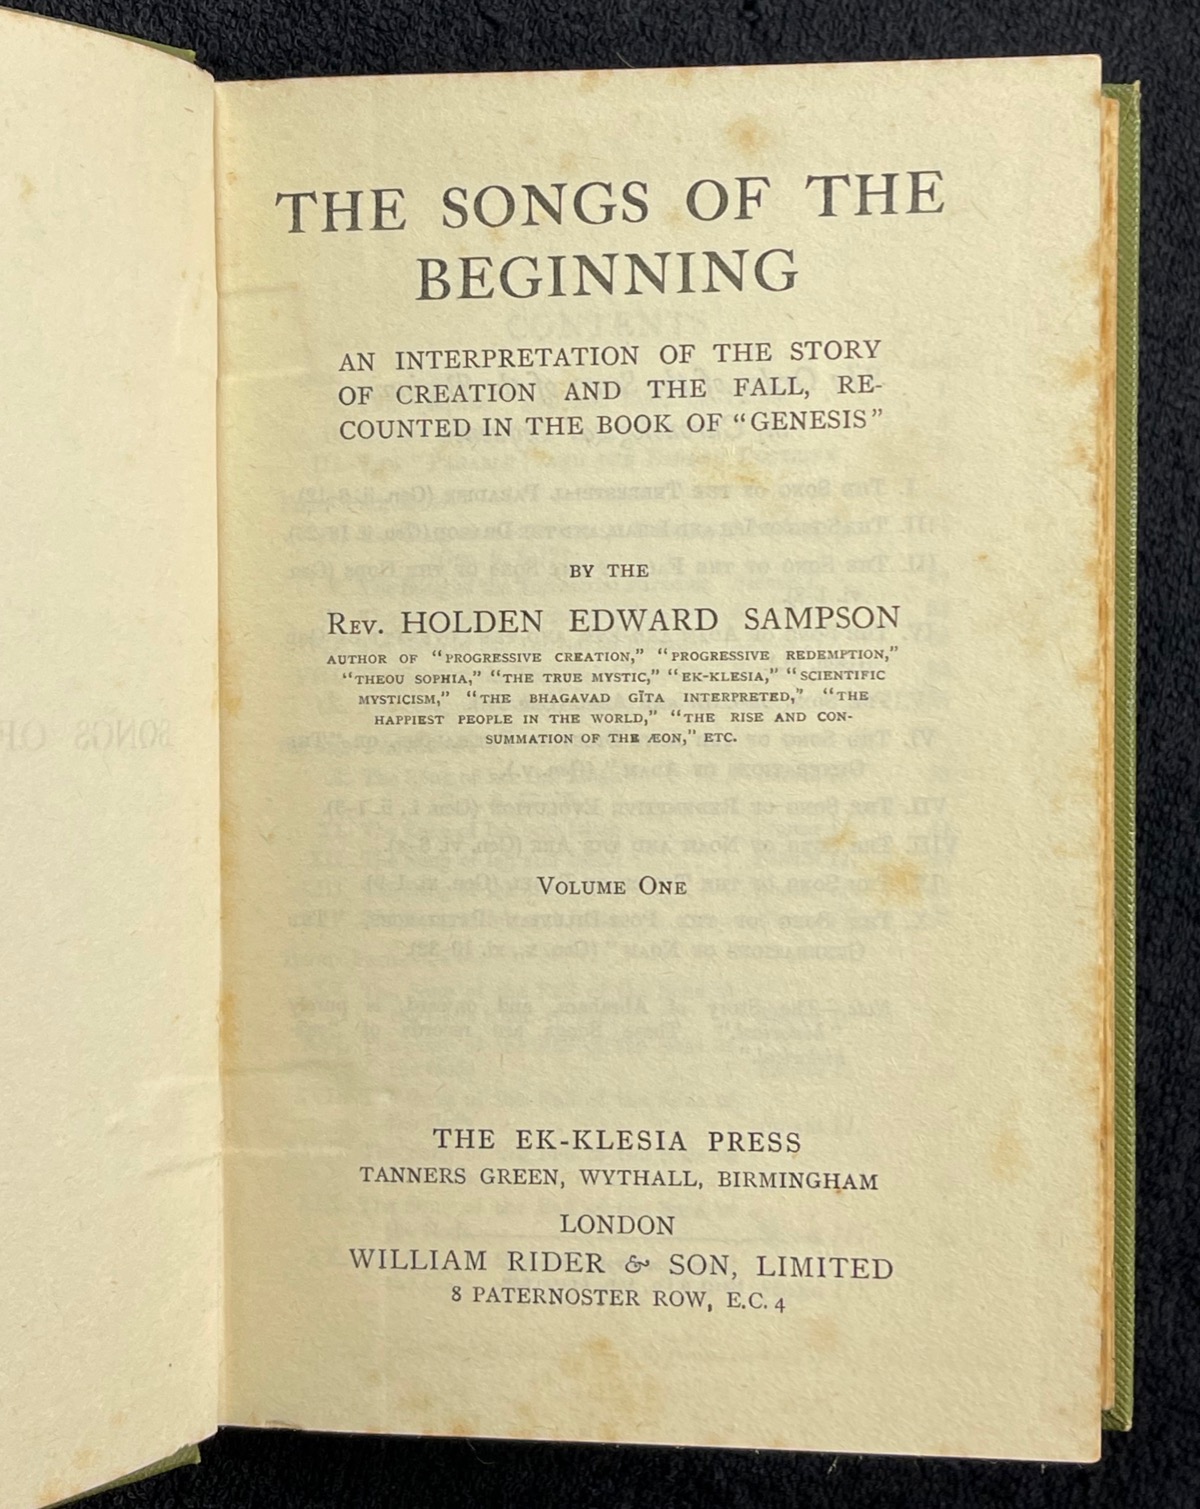 THE SONGS OF THE
BEGINNING
AN INTERPRETATION OF THE STORY
OF CREATION AND THE FALL, RE-
COUNTED IN THE BOOK OF "GENESIS"
BY THE
REV. HOLDEN EDWARD SAMPSON
AUTHOR OF "PROGRESSIVE CREATION," "PROGRESSIVE REDEMPTION,"
"THEOU SOPHIA," "THE TRUE MYSTIC," "EK-KLESIA," "SCIENTIFIC
MYSTICISM," "THE BHAGAVAD GĪTA INTERPRETED," "THE
HAPPIEST PEOPLE IN THE WORLD," "THE RISE AND CON-
SUMMATION OF THE ÆON," ETC.
VOLUME ONE
THE EK-KLESIA PRESS
TANNERS GREEN, WYTHALL, BIRMINGHAM
LONDON
WILLIAM RIDER & SON, LIMITED
8 PATERNOSTER ROW, E.C. 4